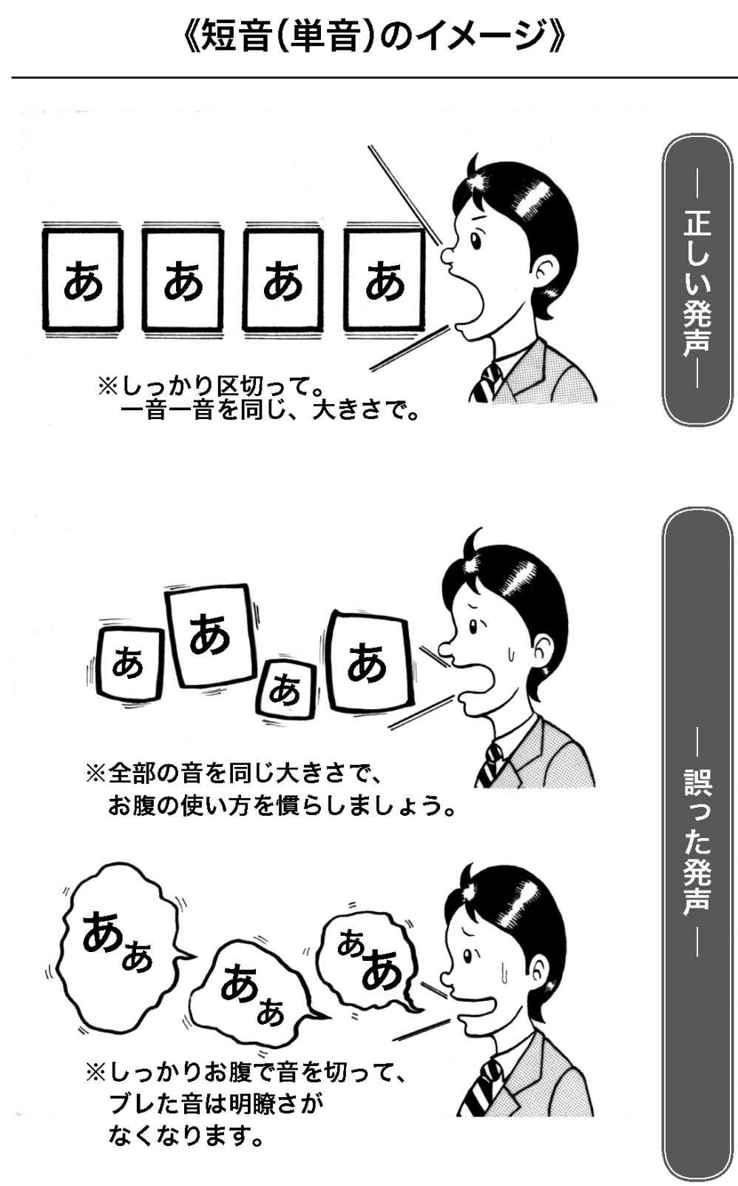 《短音(単音)のイメージ》
― 正しい発声 ―
あ
あ
あ
あ
※しっかり区切って。
一音一音を同じ、大きさで。
― 誤った発声 ―
あ
あ
あ
あ
※全部の音を同じ大きさで、
お腹の使い方を慣らしましょう。
あぁ
あぁ
あぁ
※しっかりお腹で音を切って、
ブレた音は明瞭さが
なくなります。